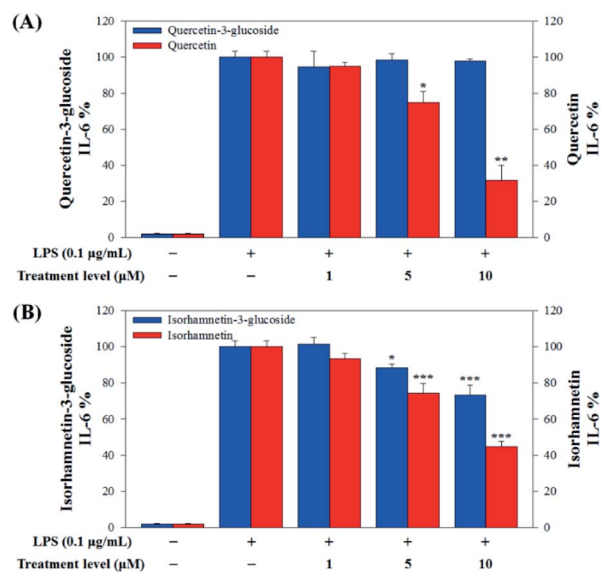 (A)
Quercetin-3-glucoside
Quercetin
Quercetin-3-glucoside
IL-6 %
120
100
80
60
40
20
0
* **
120
100
80
60
40
20
0
Quercetin
IL-6 %
LPS (0.1 µg/mL) – + + + +
Treatment level (µM) – – 1 5 10
(B)
Isorhamnetin-3-glucoside
Isorhamnetin
Isorhamnetin-3-glucoside
IL-6 %
120
100
80
60
40
20
0
* *** *** ***
120
100
80
60
40
20
0
Isorhamnetin
IL-6 %
LPS (0.1 µg/mL) – + + + +
Treatment level (µM) – – 1 5 10